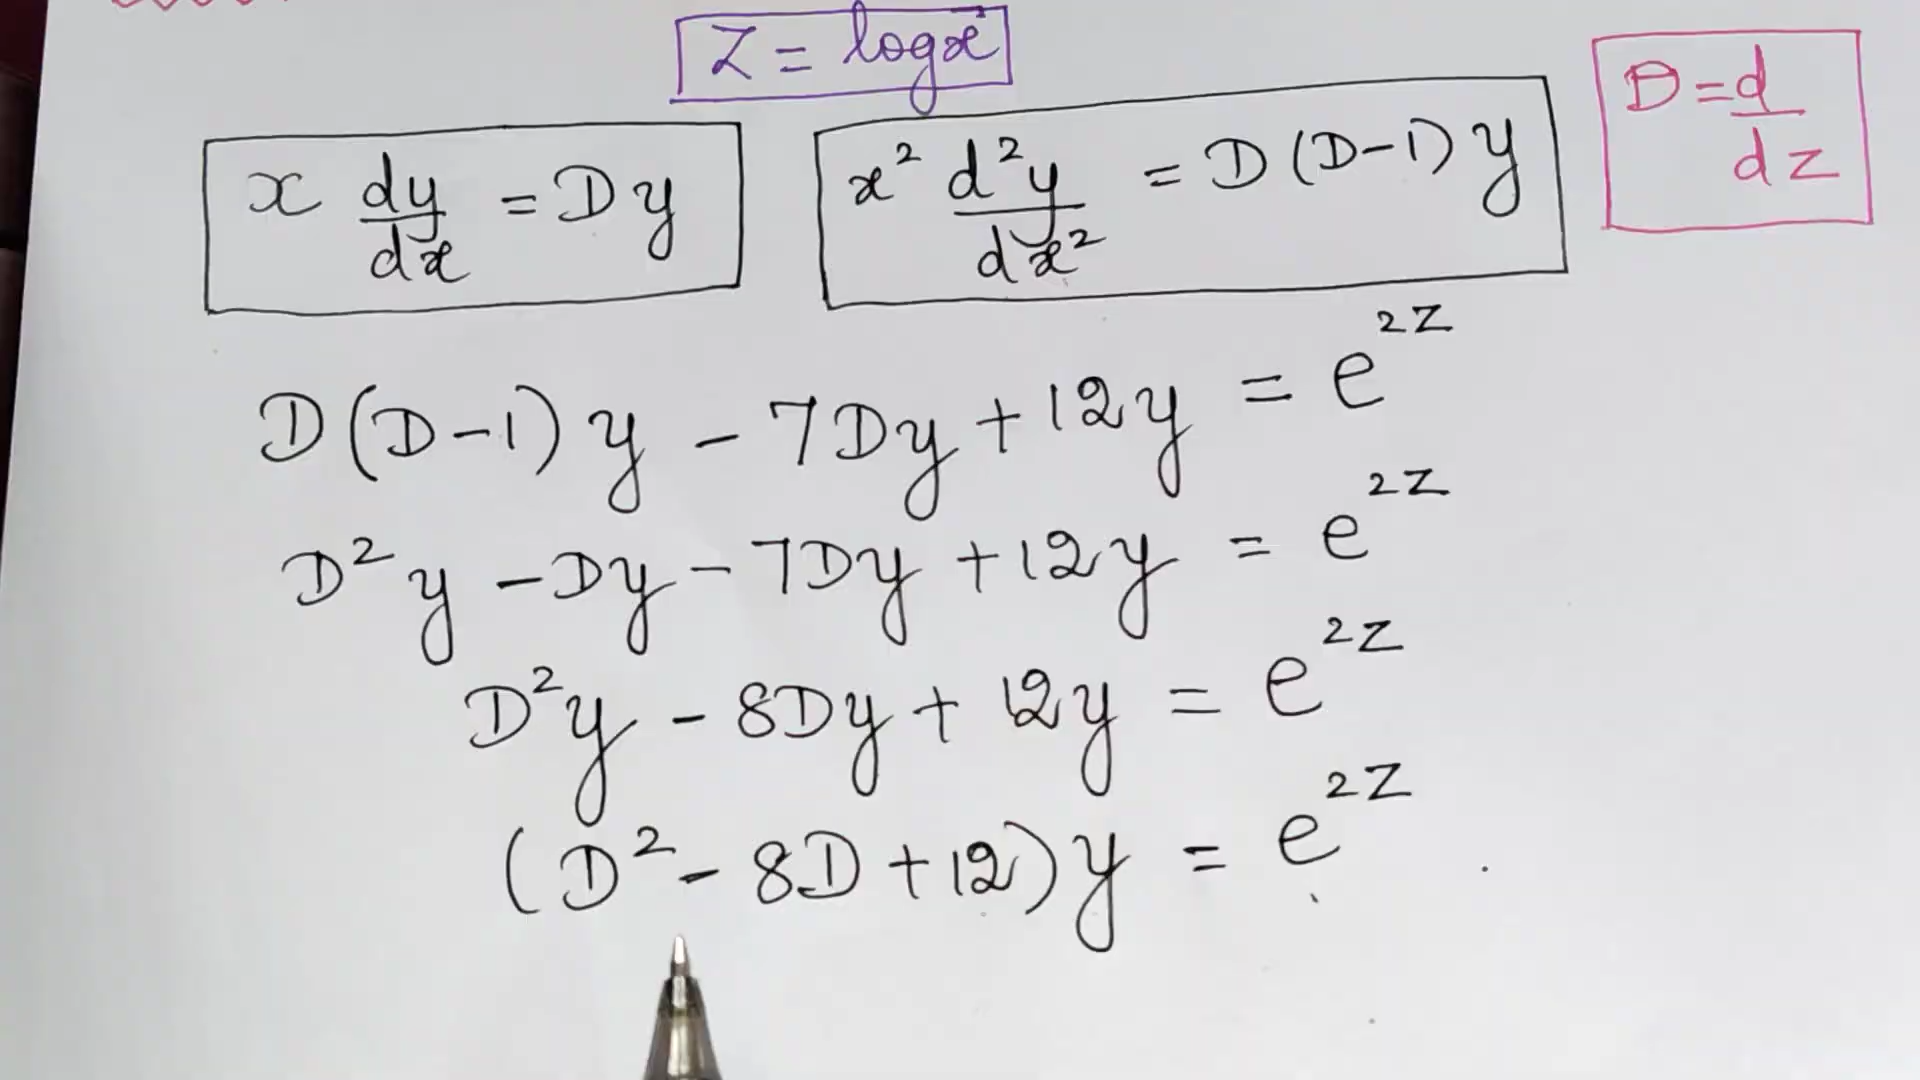 Z = logx
D = d/dz
x dy/dx = Dy
x² d²y/dx² = D(D-1)y
D(D-1)y - 7Dy + 12y = e^2Z
D²y - Dy - 7Dy + 12y = e^2Z
D²y - 8Dy + 12y = e^2Z
(D² - 8D + 12)y = e^2Z